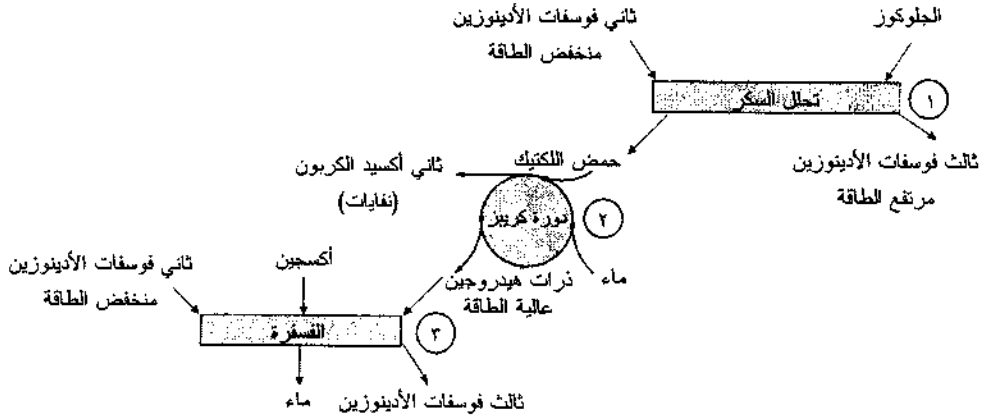 الجلوكوز
ثاني فوسفات الأدينوزين
منخفض الطاقة
١
تحلل السكر
ثالث فوسفات الأدينوزين
مرتفع الطاقة
حمض اللكتيك
ثاني أكسيد الكربون
(نفايات)
٢
دورة كريبز
ماء
ذرات هيدروجين
عالية الطاقة
أكسجين
ثاني فوسفات الأدينوزين
منخفض الطاقة
٣
الفسفرة
ثالث فوسفات الأدينوزين
ماء